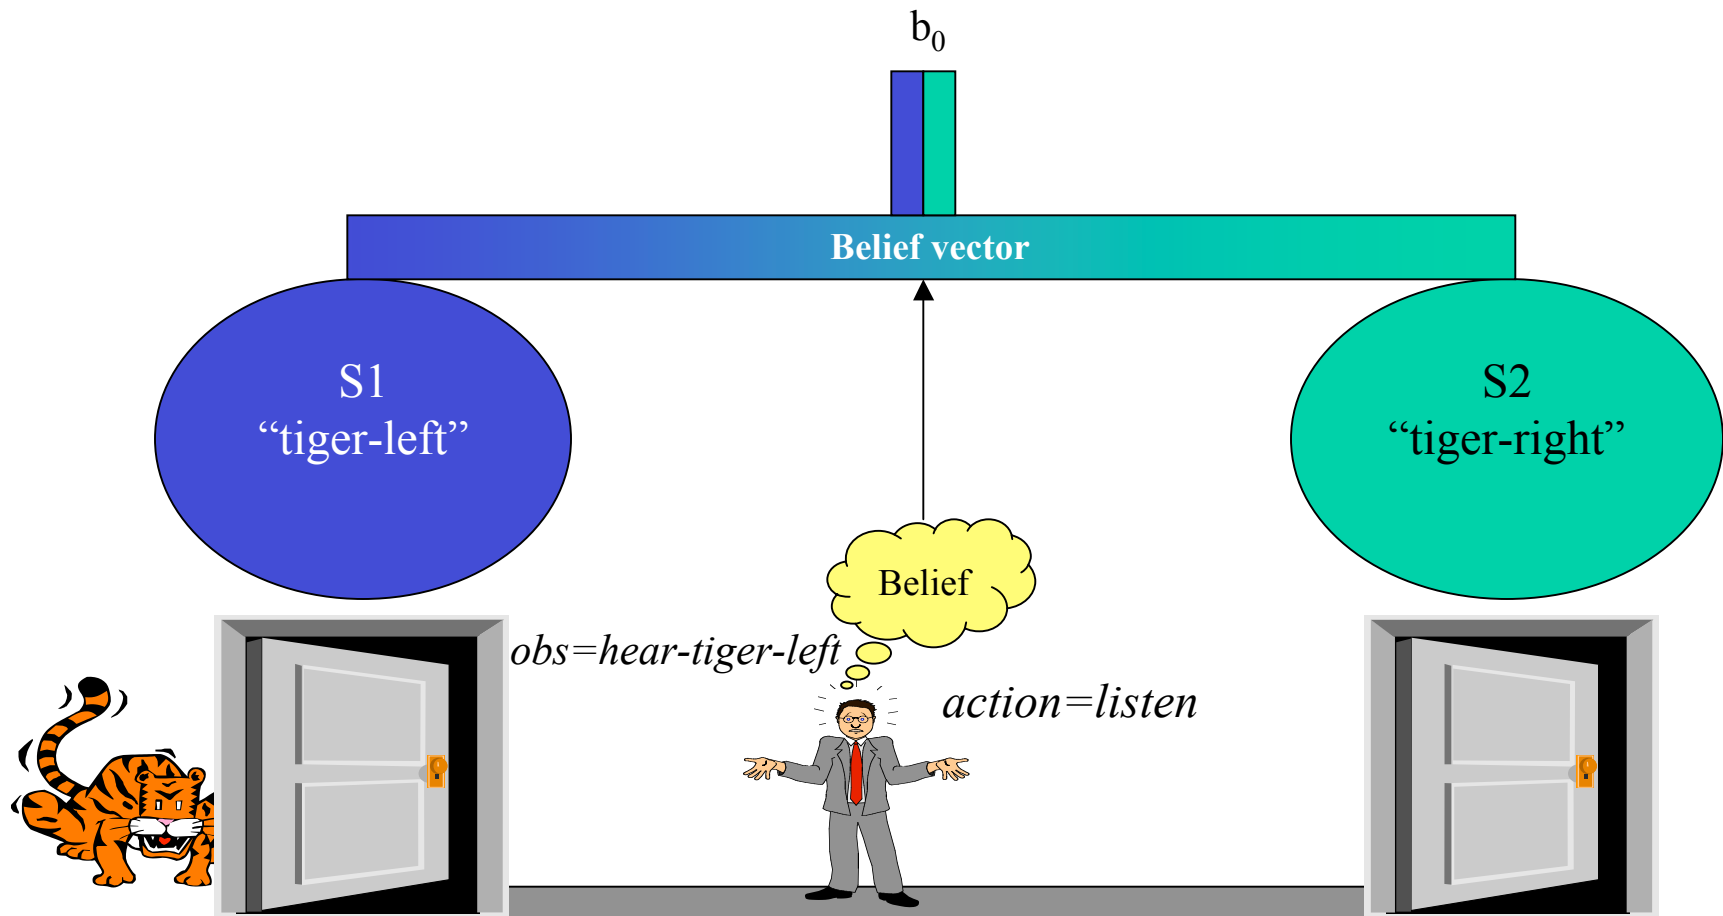 b₀
Belief vector
S1
“tiger-left”
S2
“tiger-right”
Belief
obs=hear-tiger-left
action=listen